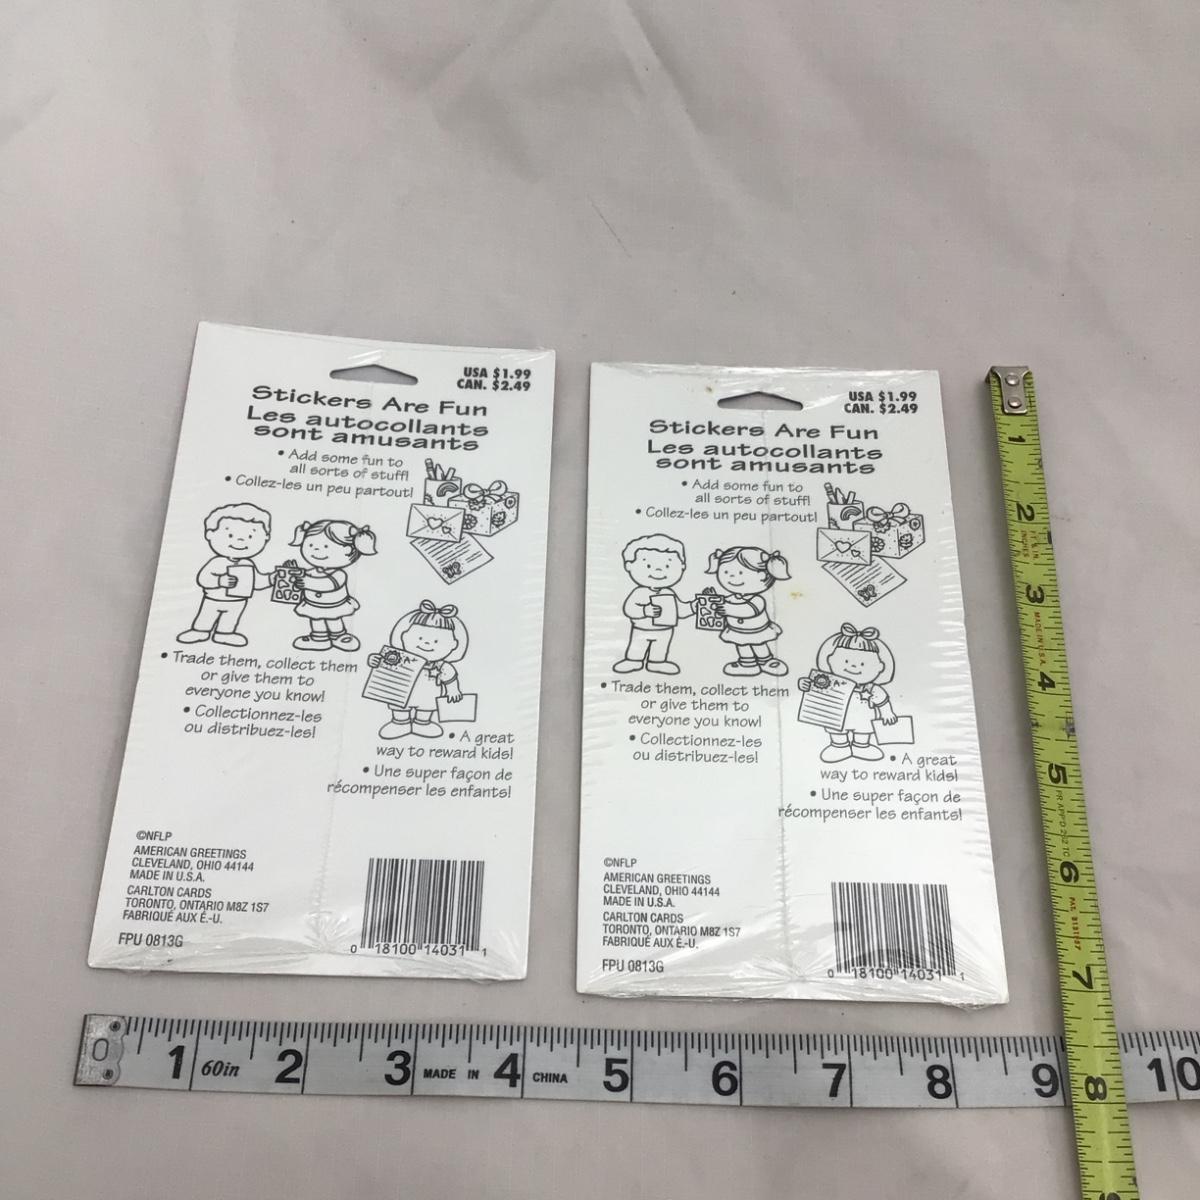 USA $1.99
CAN. $2.49
Stickers Are Fun
Les autocollants
sont amusants
• Add some fun to
all sorts of stuff!
• Collez-les un peu partout!
A+
• Trade them, collect them
or give them to
everyone you know!
• Collectionnez-les
ou distribuez-les!
• A great
way to reward kids!
• Une super façon de
récompenser les enfants!
©NFLP
AMERICAN GREETINGS
CLEVELAND, OHIO 44144
MADE IN U.S.A.
CARLTON CARDS
TORONTO, ONTARIO M8Z 1S7
FABRIQUÉ AUX É.-U.
FPU 0813G
0 18100 14031 1
USA $1.99
CAN. $2.49
Stickers Are Fun
Les autocollants
sont amusants
• Add some fun to
all sorts of stuff!
• Collez-les un peu partout!
A+
• Trade them, collect them
or give them to
everyone you know!
• Collectionnez-les
ou distribuez-les!
• A great
way to reward kids!
• Une super façon de
récompenser les enfants!
©NFLP
AMERICAN GREETINGS
CLEVELAND, OHIO 44144
MADE IN U.S.A.
CARLTON CARDS
TORONTO, ONTARIO M8Z 1S7
FABRIQUÉ AUX É.-U.
FPU 0813G
0 18100 14031 1
1 2 3 MADE IN U.S.A. 4 5 6 7 8 9
0 1 60in 2 3 MADE IN 4 CHINA 5 6 7 8 9 10